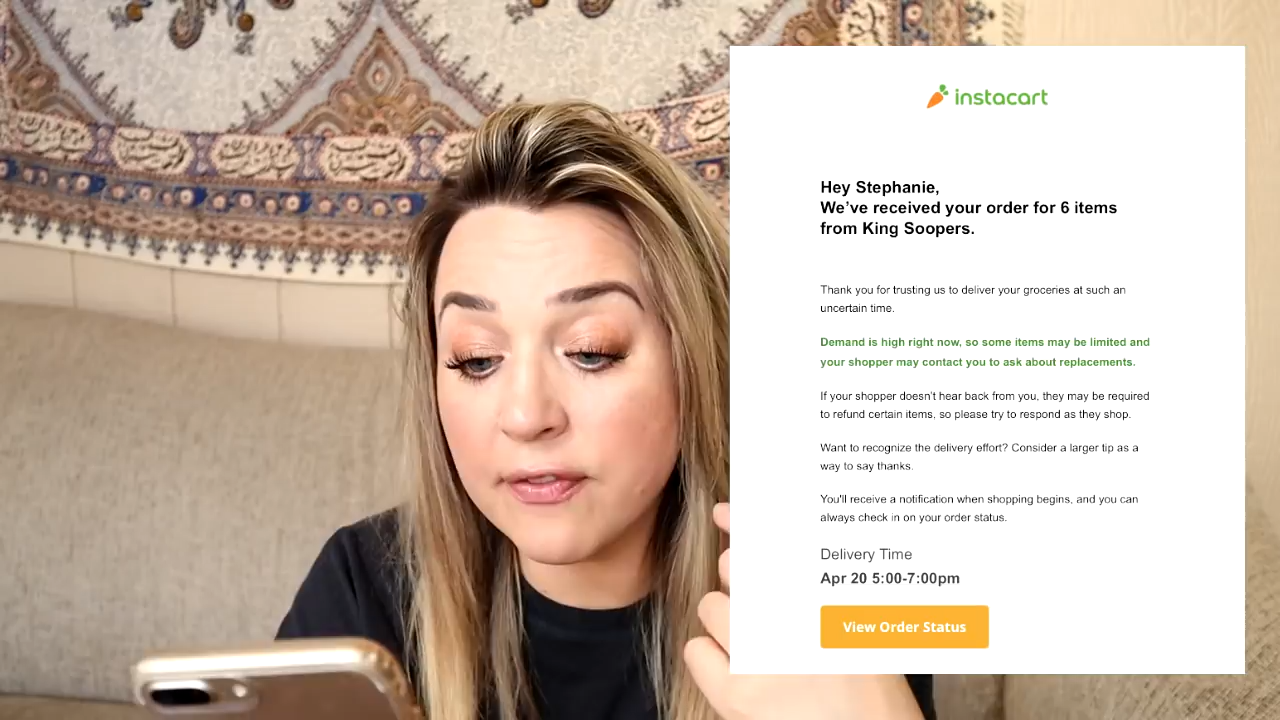 instacart
Hey Stephanie,
We've received your order for 6 items
from King Soopers.
Thank you for trusting us to deliver your groceries at such an
uncertain time.
Demand is high right now, so some items may be limited and
your shopper may contact you to ask about replacements.
If your shopper doesn't hear back from you, they may be required
to refund certain items, so please try to respond as they shop.
Want to recognize the delivery effort? Consider a larger tip as a
way to say thanks.
You'll receive a notification when shopping begins, and you can
always check in on your order status.
Delivery Time
Apr 20 5:00-7:00pm
View Order Status